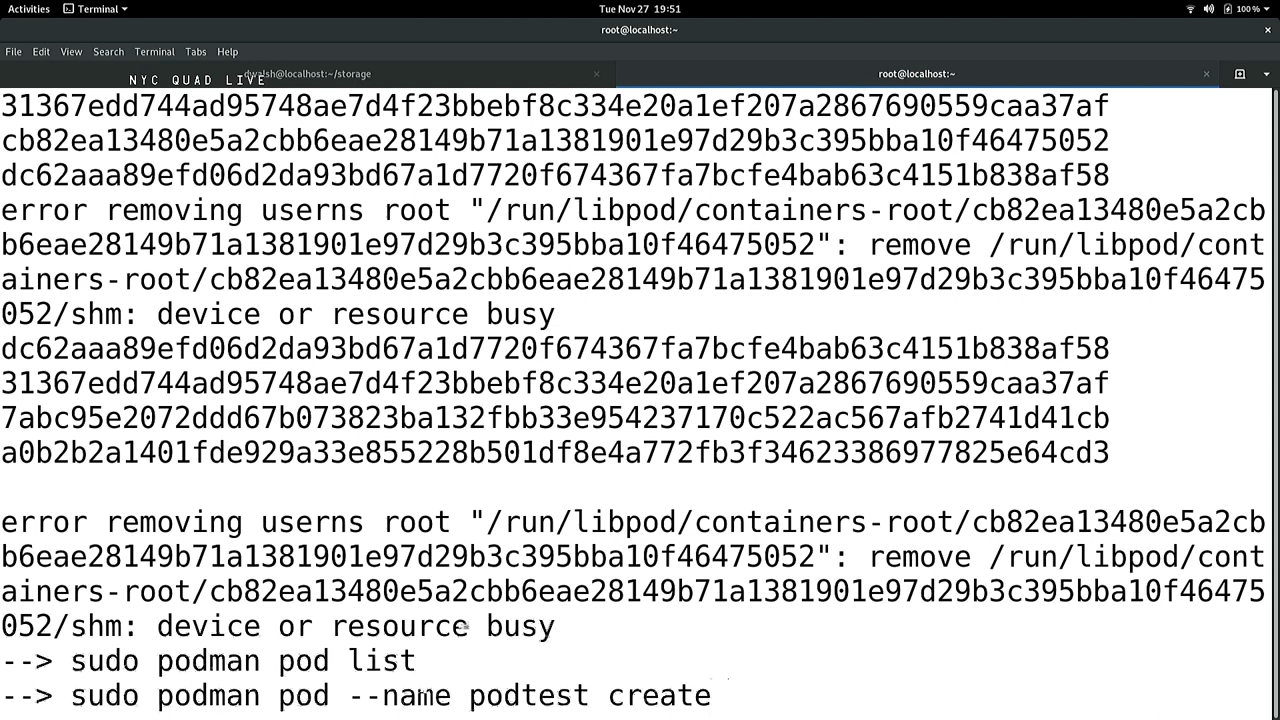 Activities Terminal Tue Nov 27 19:51 100 %
root@localhost:~
File Edit View Search Terminal Tabs Help
NYC QUAD LIVE
dwalsh@localhost:~/storage root@localhost:~
31367edd744ad95748ae7d4f23bbebf8c334e20a1ef207a2867690559caa37af
cb82ea13480e5a2cbb6eae28149b71a1381901e97d29b3c395bba10f46475052
dc62aaa89efd06d2da93bd67a1d7720f674367fa7bcfe4bab63c4151b838af58
error removing userns root "/run/libpod/containers-root/cb82ea13480e5a2cb
b6eae28149b71a1381901e97d29b3c395bba10f46475052": remove /run/libpod/cont
ainers-root/cb82ea13480e5a2cbb6eae28149b71a1381901e97d29b3c395bba10f46475
052/shm: device or resource busy
dc62aaa89efd06d2da93bd67a1d7720f674367fa7bcfe4bab63c4151b838af58
31367edd744ad95748ae7d4f23bbebf8c334e20a1ef207a2867690559caa37af
7abc95e2072ddd67b073823ba132fbb33e954237170c522ac567afb2741d41cb
a0b2b2a1401fde929a33e855228b501df8e4a772fb3f34623386977825e64cd3
error removing userns root "/run/libpod/containers-root/cb82ea13480e5a2cb
b6eae28149b71a1381901e97d29b3c395bba10f46475052": remove /run/libpod/cont
ainers-root/cb82ea13480e5a2cbb6eae28149b71a1381901e97d29b3c395bba10f46475
052/shm: device or resource busy
--> sudo podman pod list
--> sudo podman pod --name podtest create